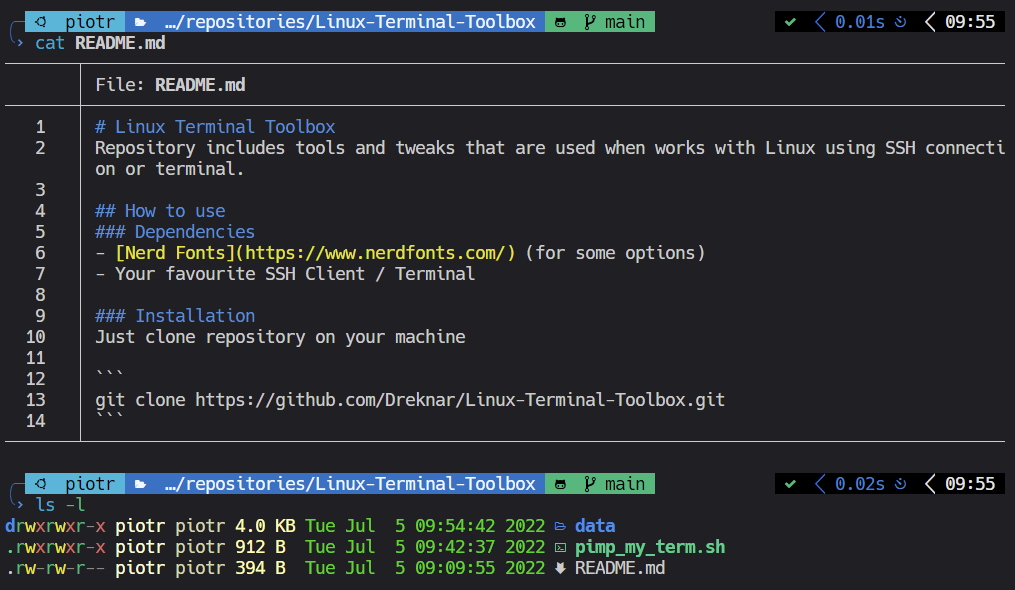 piotr …/repositories/Linux-Terminal-Toolbox main 0.01s 09:55
cat README.md
File: README.md
1 # Linux Terminal Toolbox
2 Repository includes tools and tweaks that are used when works with Linux using SSH connecti
on or terminal.
3
4 ## How to use
5 ### Dependencies
6 - [Nerd Fonts](https://www.nerdfonts.com/) (for some options)
7 - Your favourite SSH Client / Terminal
8
9 ### Installation
10 Just clone repository on your machine
11
12 ```
13 git clone https://github.com/Dreknar/Linux-Terminal-Toolbox.git
14 ```
piotr …/repositories/Linux-Terminal-Toolbox main 0.02s 09:55
ls -l
drwxrwxr-x piotr piotr 4.0 KB Tue Jul  5 09:54:42 2022 data
.rwxrwxr-x piotr piotr 912 B  Tue Jul  5 09:42:37 2022 pimp_my_term.sh
.rw-rw-r-- piotr piotr 394 B  Tue Jul  5 09:09:55 2022 README.md